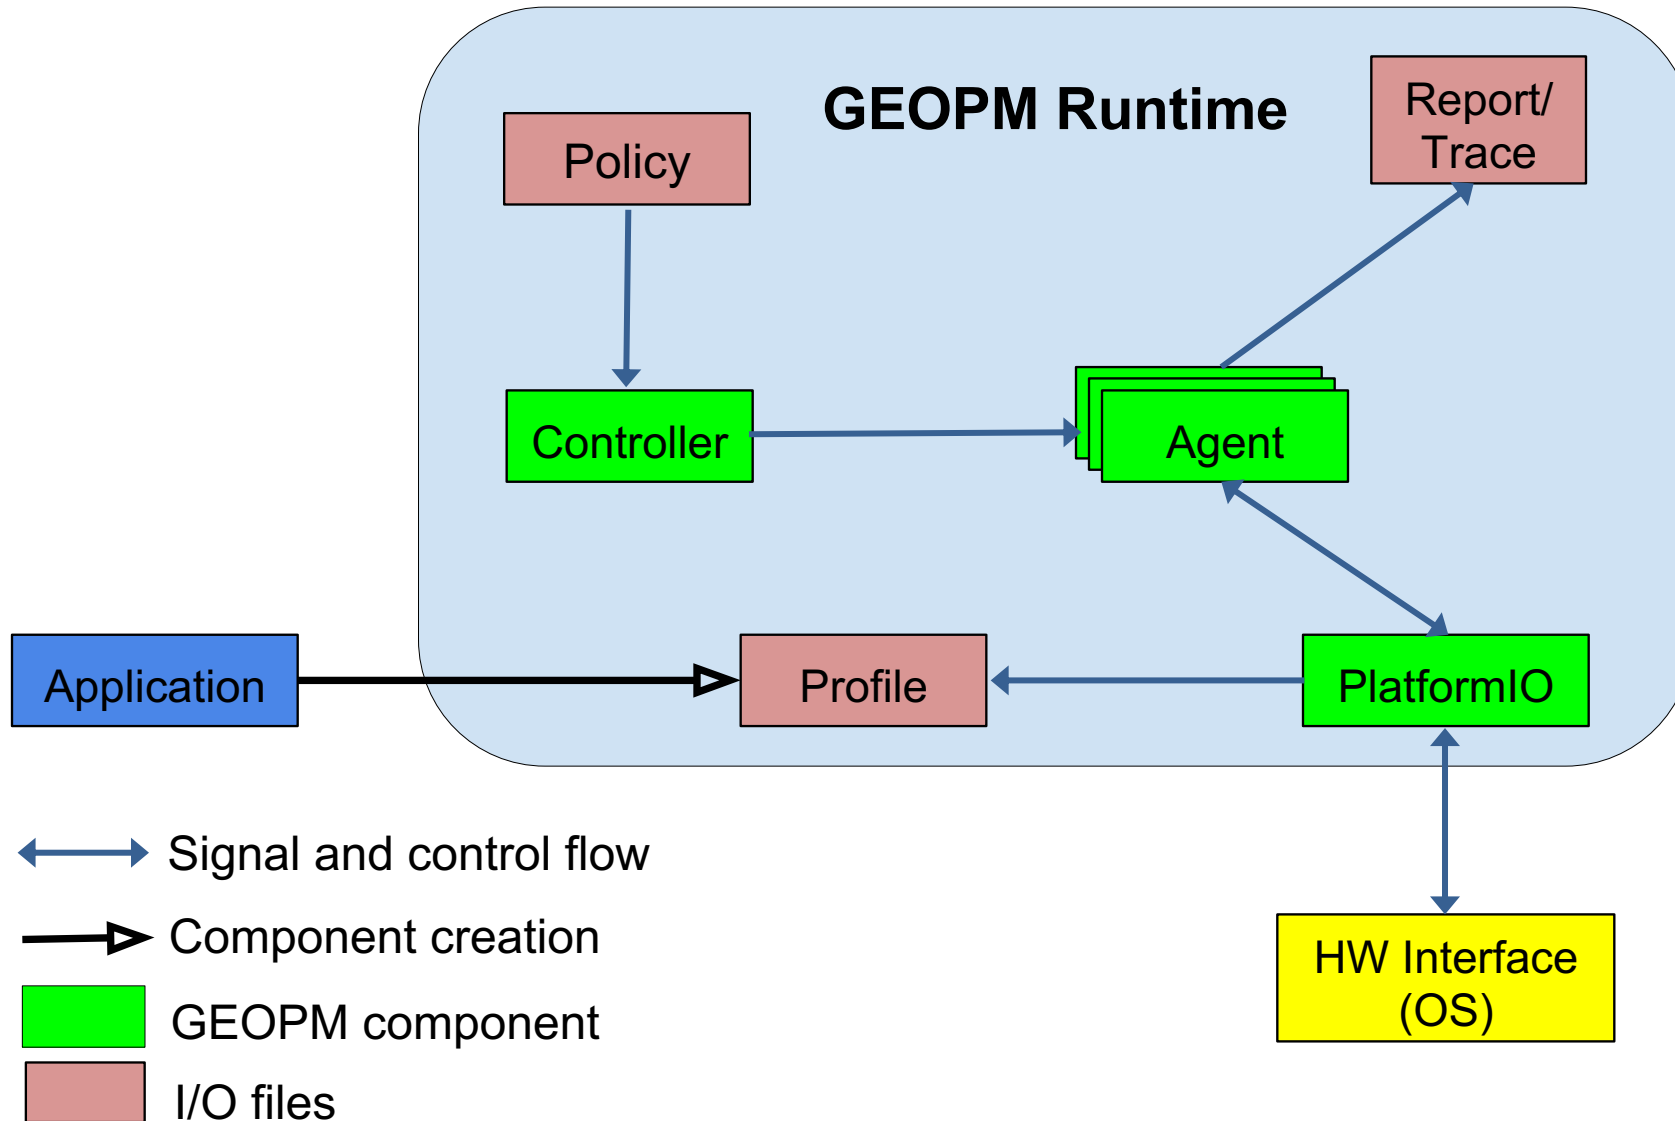 GEOPM Runtime
Report/
Trace
Policy
Controller
Agent
Application
Profile
PlatformIO
Signal and control flow
Component creation
HW Interface
(OS)
GEOPM component
I/O files